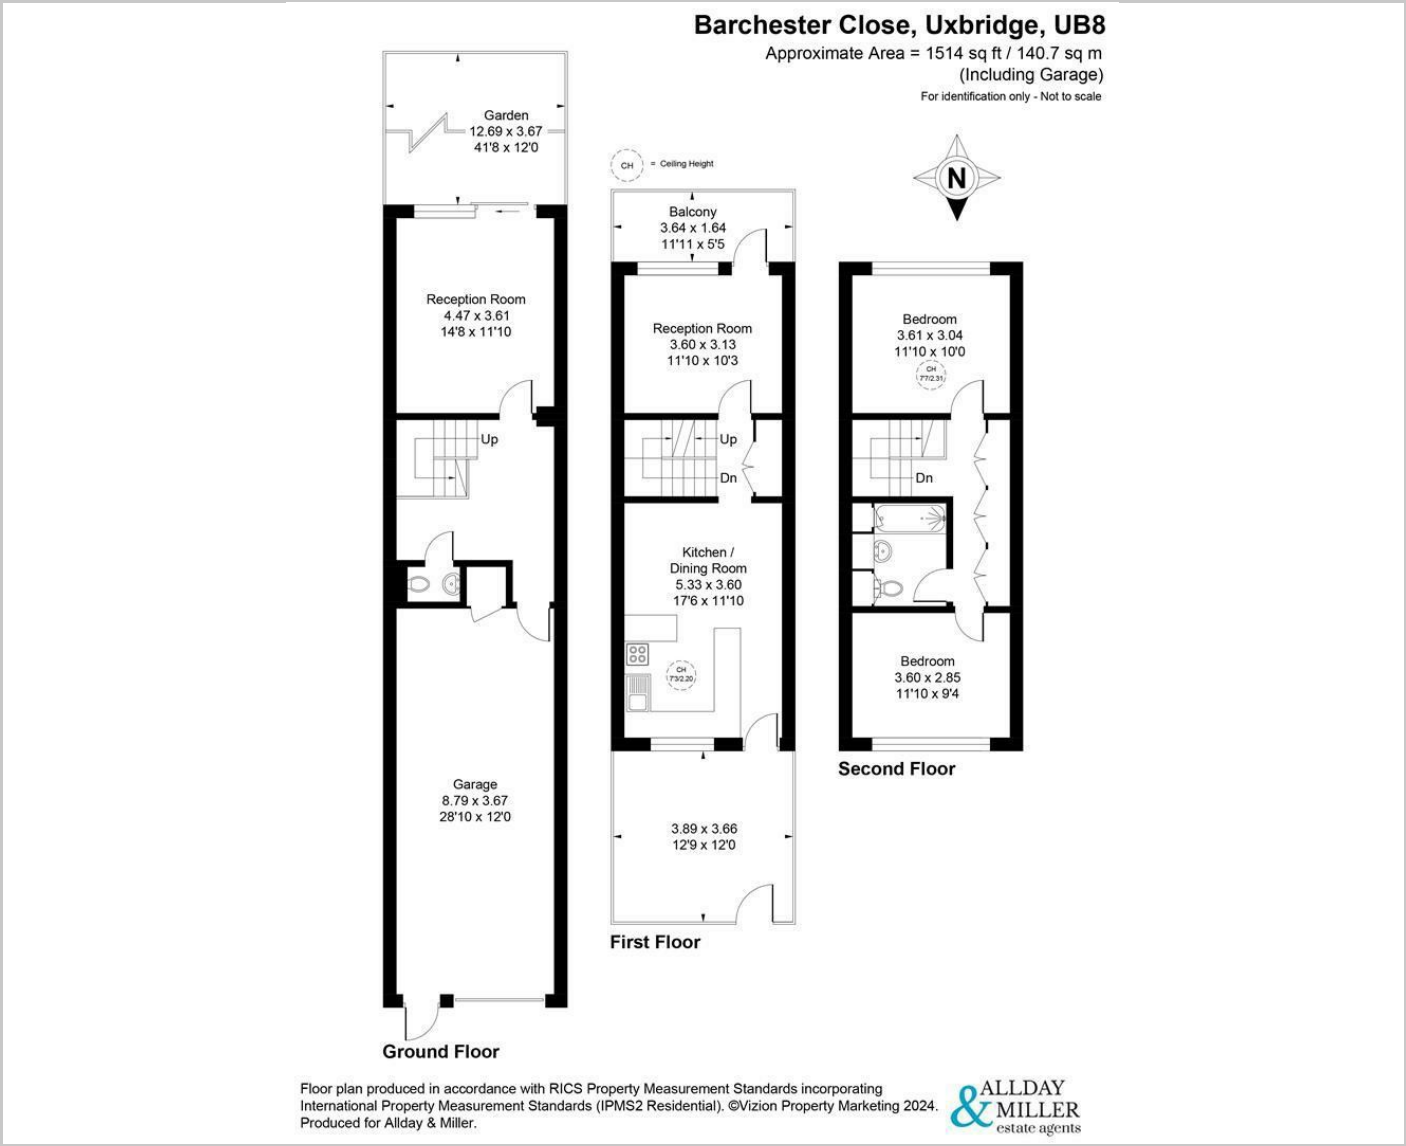 Barchester Close, Uxbridge, UB8
Approximate Area = 1514 sq ft / 140.7 sq m
(Including Garage)
For identification only - Not to scale
Garden
12.69 x 3.67
41'8 x 12'0
CH = Ceiling Height
N
Balcony
3.64 x 1.64
11'11 x 5'5
Reception Room
4.47 x 3.61
14'8 x 11'10
Reception Room
3.60 x 3.13
11'10 x 10'3
Bedroom
3.61 x 3.04
11'10 x 10'0
CH
7'7/2.31
Up
Up
Dn
Dn
Kitchen /
Dining Room
5.33 x 3.60
17'6 x 11'10
CH
7'3/2.20
Bedroom
3.60 x 2.85
11'10 x 9'4
Second Floor
Garage
8.79 x 3.67
28'10 x 12'0
3.89 x 3.66
12'9 x 12'0
First Floor
Ground Floor
Floor plan produced in accordance with RICS Property Measurement Standards incorporating
International Property Measurement Standards (IPMS2 Residential). ©Vizion Property Marketing 2024.
Produced for Allday & Miller.
ALLDAY
& MILLER
estate agents